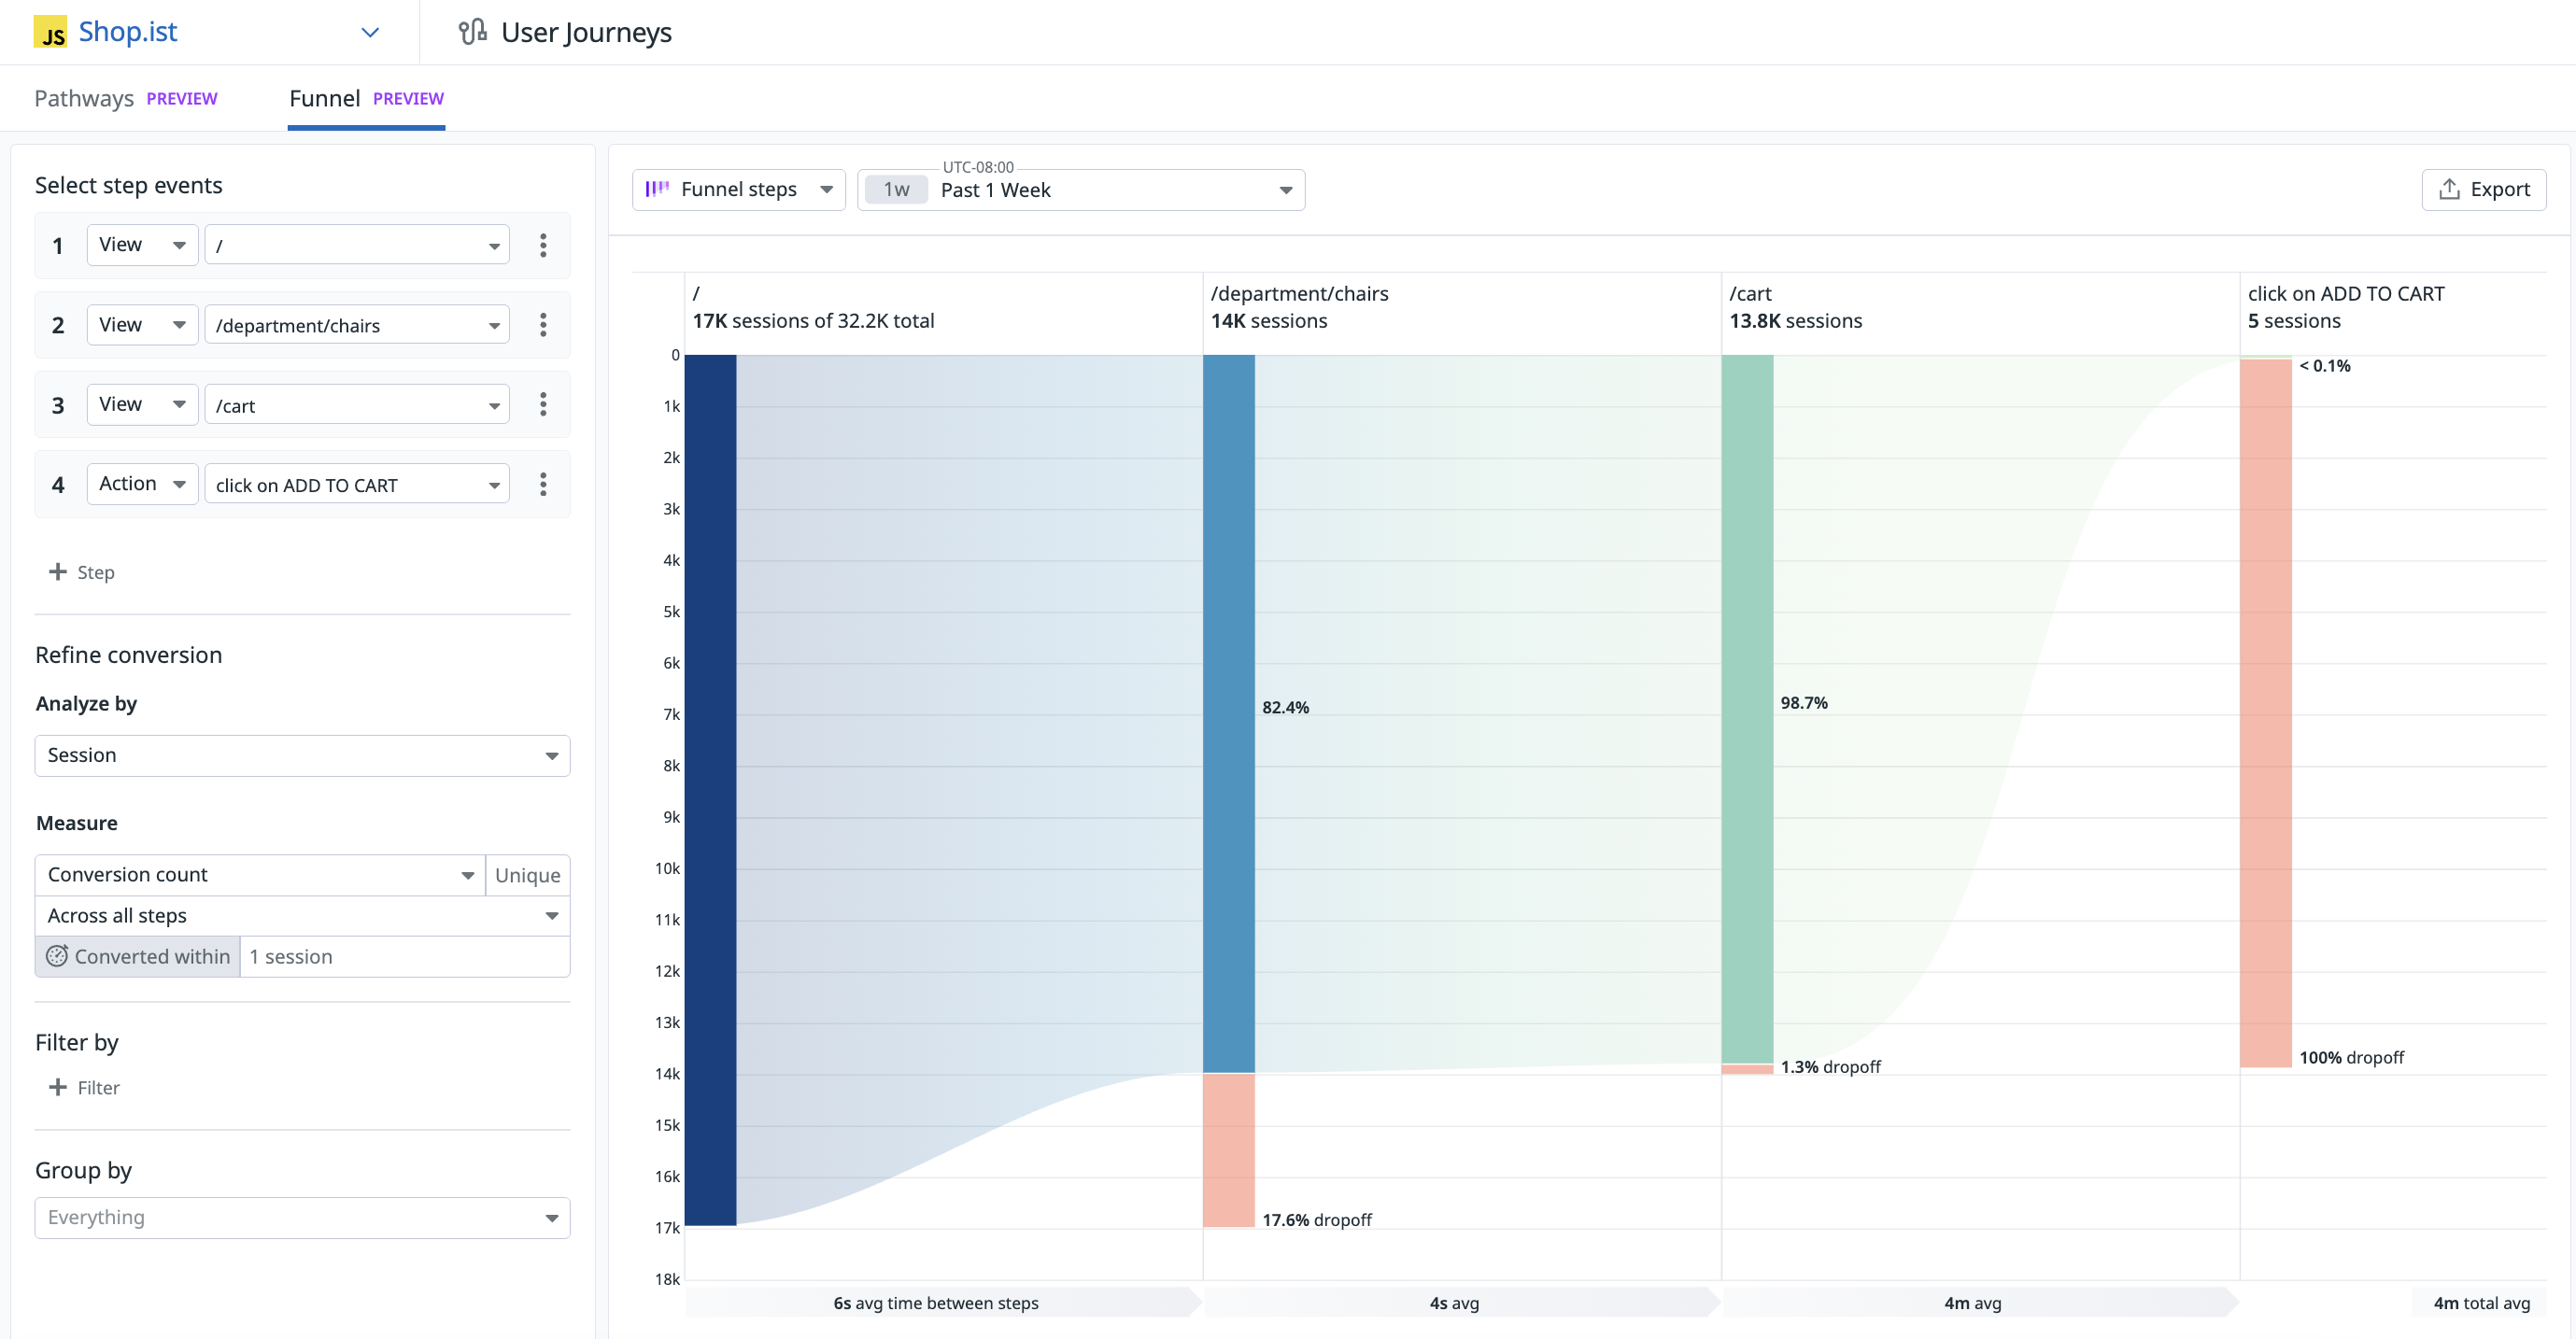 JS Shop.ist
User Journeys
Pathways PREVIEW
Funnel PREVIEW
Select step events
1 View /
2 View /department/chairs
3 View /cart
4 Action click on ADD TO CART
+ Step
Refine conversion
Analyze by
Session
Measure
Conversion count Unique
Across all steps
Converted within 1 session
Filter by
+ Filter
Group by
Everything
Funnel steps
UTC-08:00
1w Past 1 Week
Export
/
17K sessions of 32.2K total
/department/chairs
14K sessions
/cart
13.8K sessions
click on ADD TO CART
5 sessions
0
1k
2k
3k
4k
5k
6k
7k
8k
9k
10k
11k
12k
13k
14k
15k
16k
17k
18k
82.4%
17.6% dropoff
98.7%
1.3% dropoff
< 0.1%
100% dropoff
6s avg time between steps
4s avg
4m avg
4m total avg